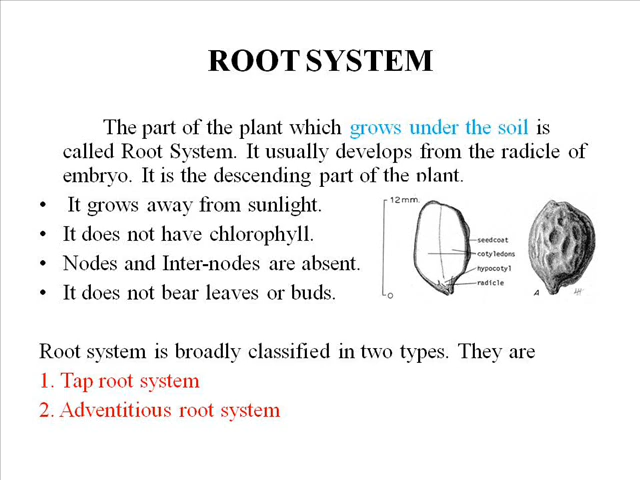 ROOT SYSTEM
The part of the plant which grows under the soil is
called Root System. It usually develops from the radicle of
embryo. It is the descending part of the plant.
• It grows away from sunlight.
• It does not have chlorophyll.
• Nodes and Inter-nodes are absent.
• It does not bear leaves or buds.
12mm.
seedcoat
cotyledons
hypocotyl
radicle
0
A
Root system is broadly classified in two types. They are
1. Tap root system
2. Adventitious root system